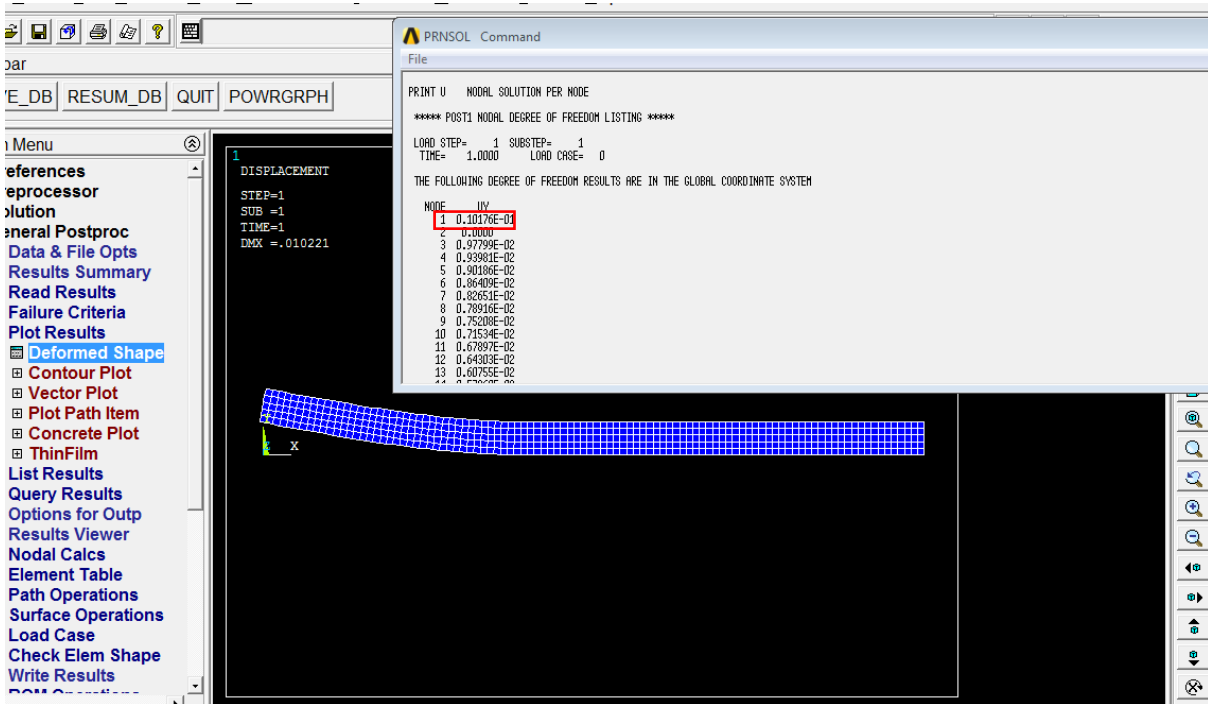 PRNSOL Command
File
bar
VE_DB RESUM_DB QUIT POWRGRPH
PRINT U NODAL SOLUTION PER NODE
***** POST1 NODAL DEGREE OF FREEDOM LISTING *****
LOAD STEP= 1 SUBSTEP= 1
TIME= 1.0000 LOAD CASE= 0
THE FOLLOWING DEGREE OF FREEDOM RESULTS ARE IN THE GLOBAL COORDINATE SYSTEM
NODE UY
1 0.10176E-01
2 0.0000
3 0.97799E-02
4 0.93981E-02
5 0.90186E-02
6 0.86409E-02
7 0.82651E-02
8 0.78916E-02
9 0.75208E-02
10 0.71534E-02
11 0.67897E-02
12 0.64303E-02
13 0.60755E-02
Menu
references
reprocessor
olution
eneral Postproc
Data & File Opts
Results Summary
Read Results
Failure Criteria
Plot Results
Deformed Shape
Contour Plot
Vector Plot
Plot Path Item
Concrete Plot
ThinFilm
List Results
Query Results
Options for Outp
Results Viewer
Nodal Calcs
Element Table
Path Operations
Surface Operations
Load Case
Check Elem Shape
Write Results
1
DISPLACEMENT
STEP=1
SUB =1
TIME=1
DMX =.010221
X